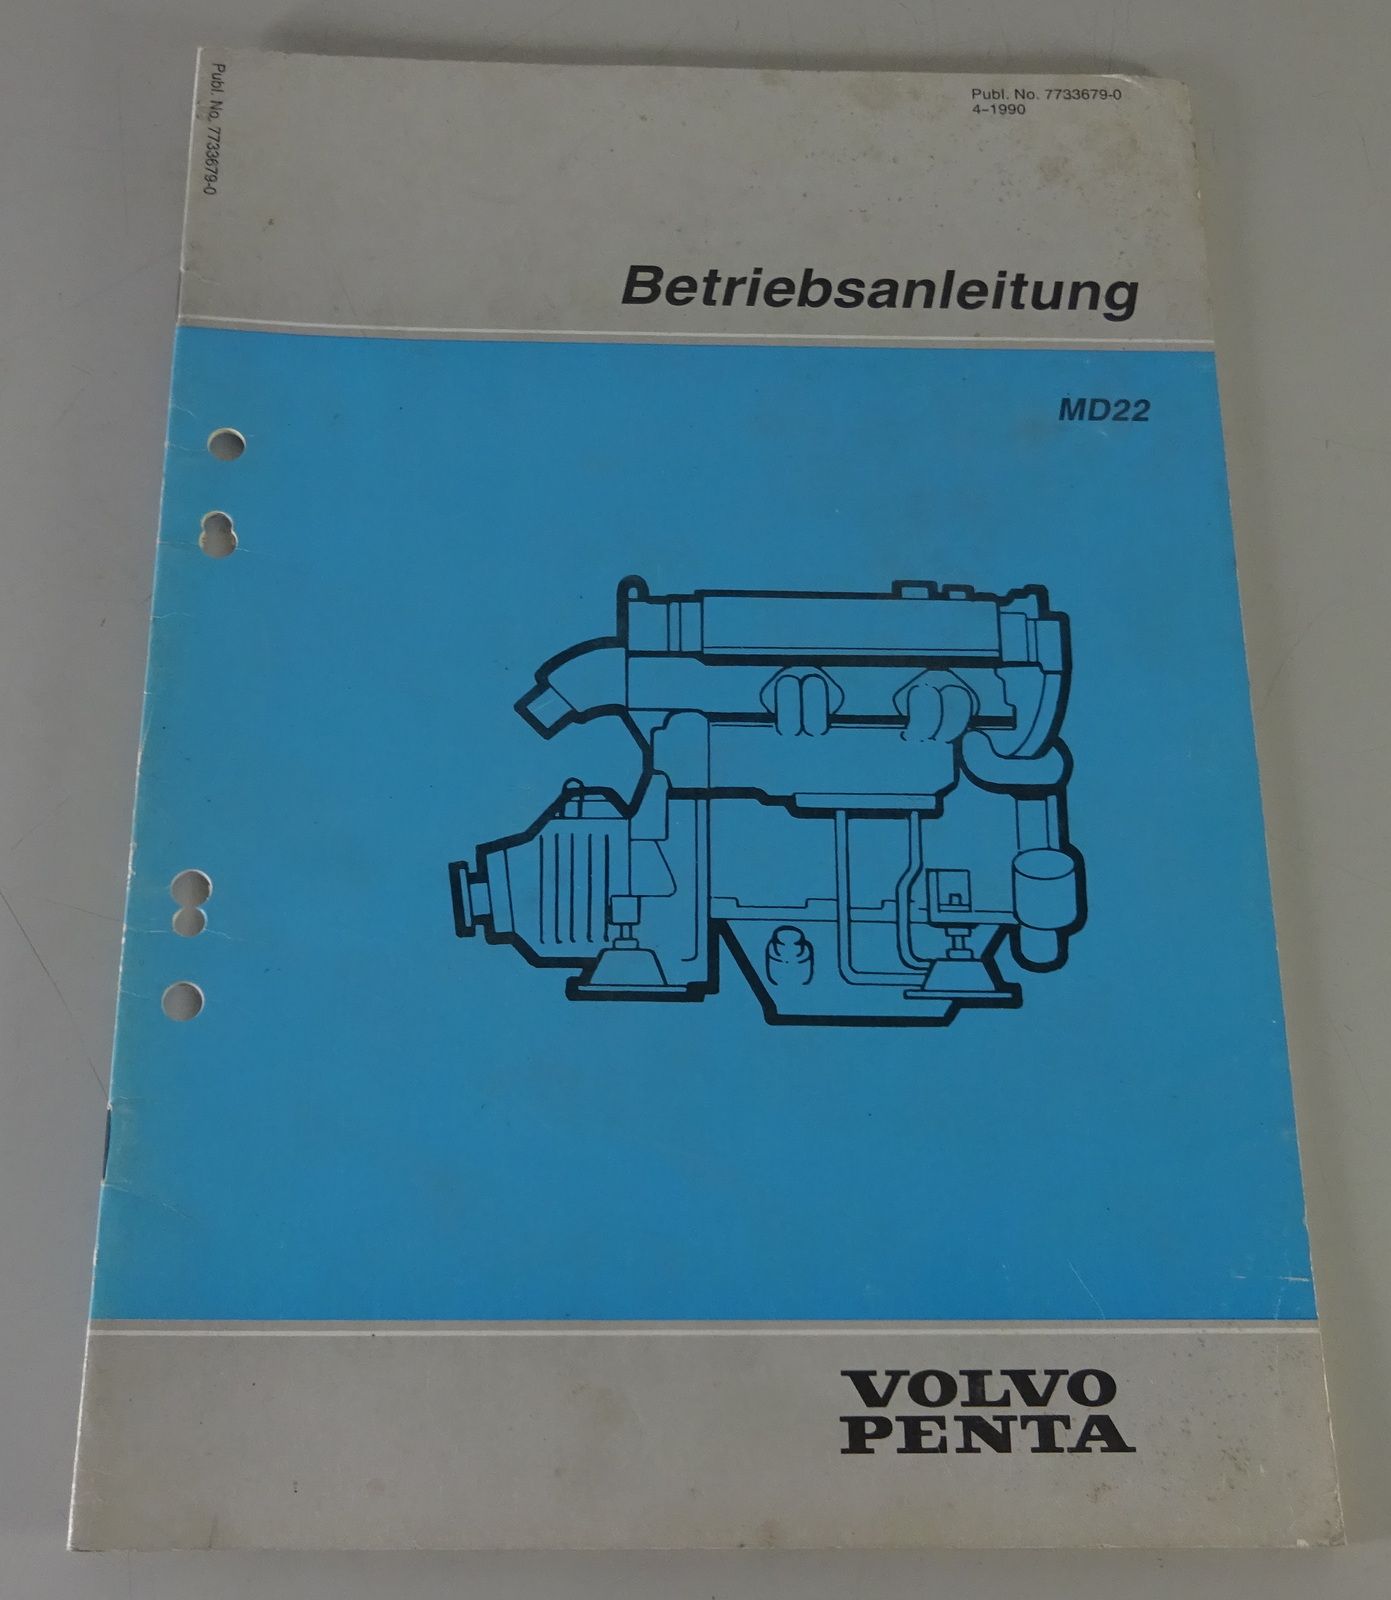 Publ. No. 7733679-0
Publ. No. 7733679-0
4-1990
Betriebsanleitung
MD22
VOLVO
PENTA